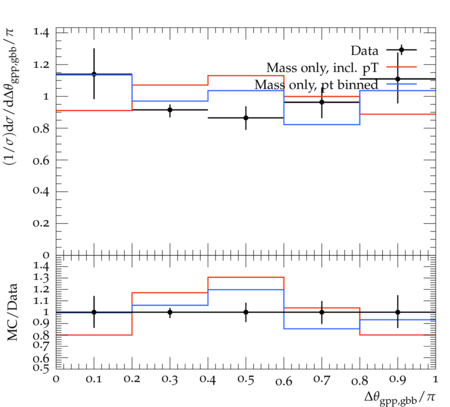 (1/σ)dσ/dΔθgpp,gbb/π
1.4
1.2
1
0.8
0.6
0.4
0.2
0
Data
Mass only, incl. pT
Mass only, pt binned
MC/Data
1.4
1.3
1.2
1.1
1
0.9
0.8
0.7
0.6
0.5
0 0.1 0.2 0.3 0.4 0.5 0.6 0.7 0.8 0.9 1
Δθgpp,gbb/π